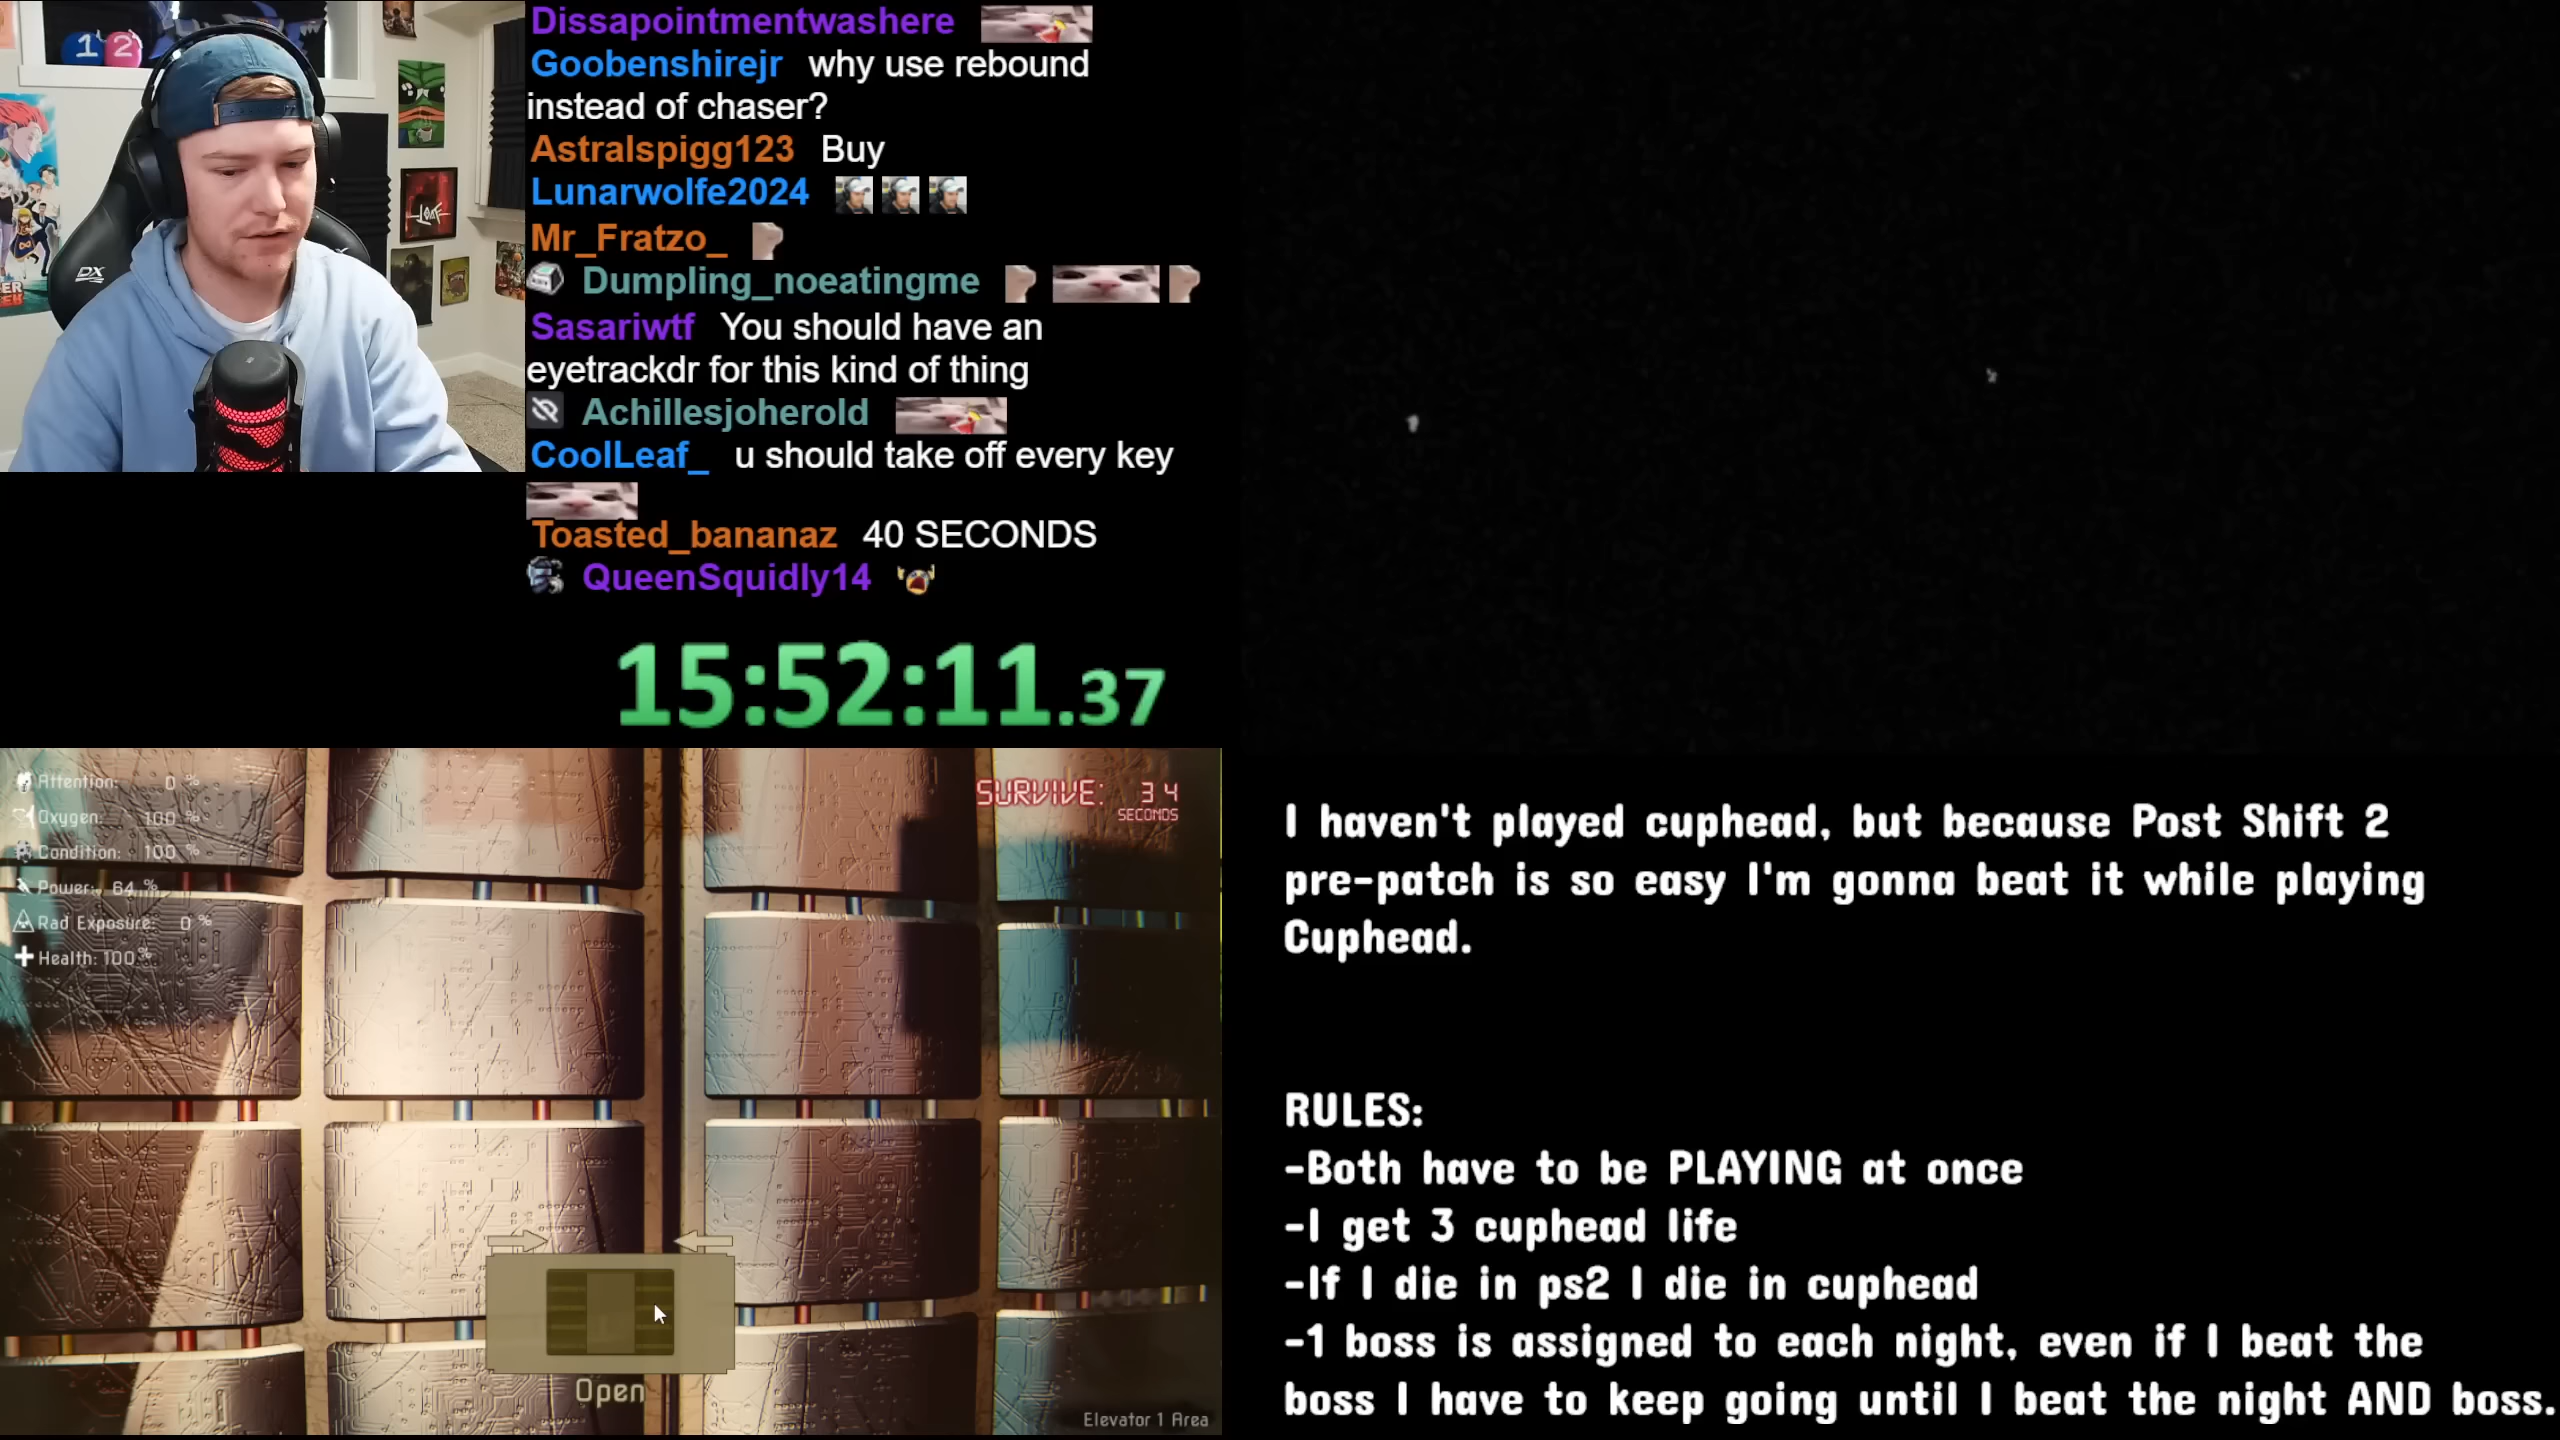 1 2
DX
Dissapointmentwashere
Goobenshirejr why use rebound
instead of chaser?
Astralspigg123 Buy
Lunarwolfe2024
Mr_Fratzo_
Dumpling_noeatingme
Sasariwtf You should have an
eyetrackdr for this kind of thing
Achillesjoherold
CoolLeaf_ u should take off every key
Toasted_bananaz 40 SECONDS
QueenSquidly14
15:52:11.37
Attention: 0 %
Oxygen: 100 %
Condition: 100 %
Power: 64 %
Rad Exposure: 0 %
Health: 100 %
SURVIVE: 34
SECONDS
Open
Elevator 1 Area
I haven't played cuphead, but because Post Shift 2
pre-patch is so easy I'm gonna beat it while playing
Cuphead.
RULES:
-Both have to be PLAYING at once
-I get 3 cuphead life
-If I die in ps2 I die in cuphead
-1 boss is assigned to each night, even if I beat the
boss I have to keep going until I beat the night AND boss.